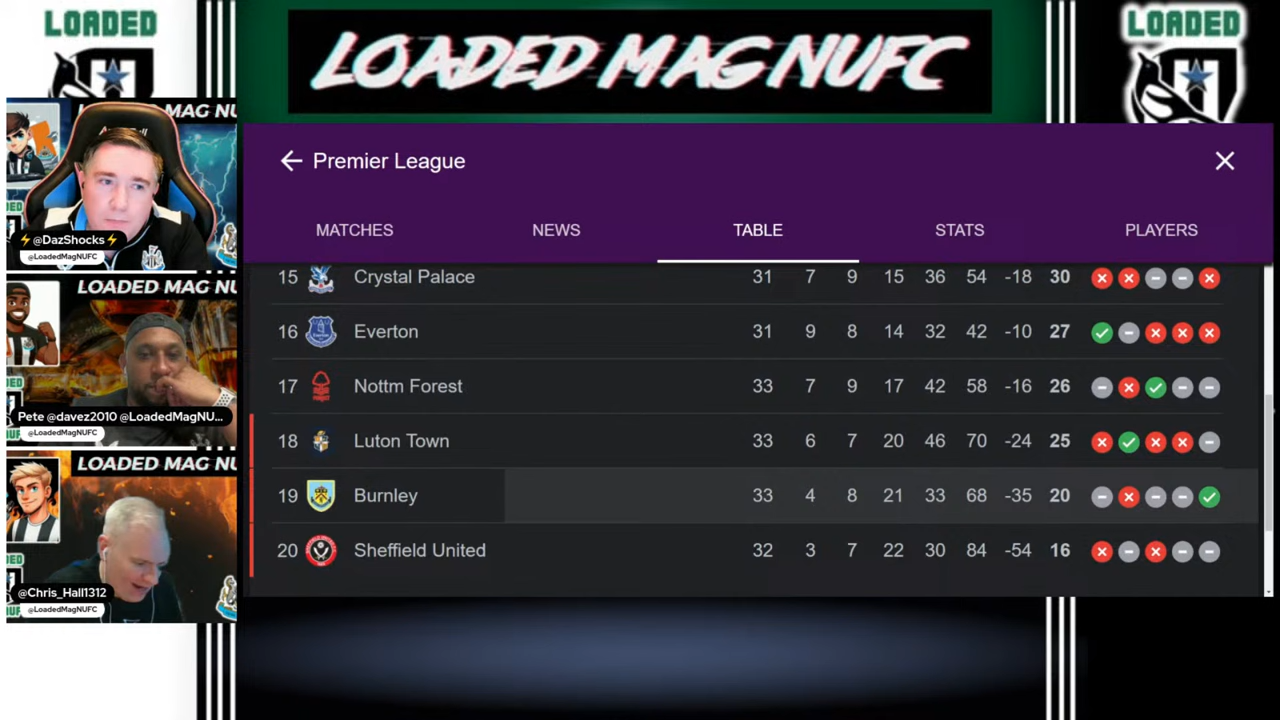 LOADED
LOADED MAG NUFC
LOADED
MAG NU
⚡@DazShocks⚡
@LoadedMagNUFC
LOADED MAG NU
Pete @davez2010 @LoadedMagNU...
@LoadedMagNUFC
LOADED MAG NU
@Chris_Hall1312
@LoadedMagNUFC
← Premier League ×
MATCHES NEWS TABLE STATS PLAYERS
15 Crystal Palace 31 7 9 15 36 54 -18 30
16 Everton 31 9 8 14 32 42 -10 27
17 Nottm Forest 33 7 9 17 42 58 -16 26
18 Luton Town 33 6 7 20 46 70 -24 25
19 Burnley 33 4 8 21 33 68 -35 20
20 Sheffield United 32 3 7 22 30 84 -54 16